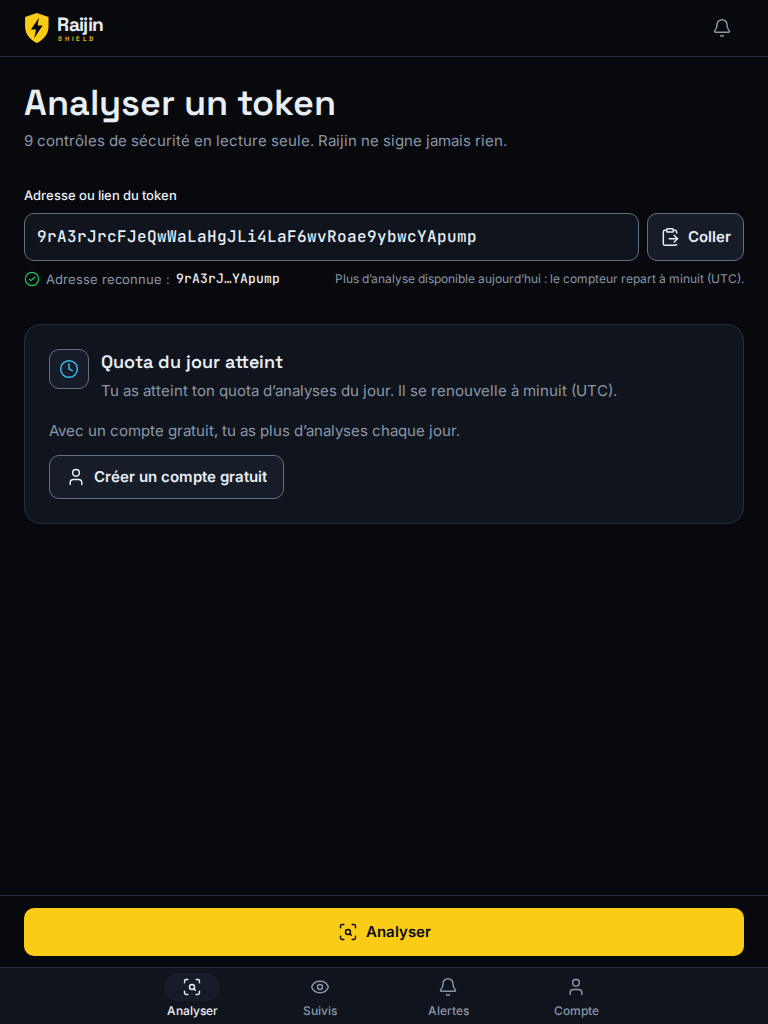 Raijin
SHIELD
Analyser un token
9 contrôles de sécurité en lecture seule. Raijin ne signe jamais rien.
Adresse ou lien du token
9rA3rJrcFJeQwWaLaHgJLi4LaF6wvRoae9ybwcYApump
Coller
Adresse reconnue : 9rA3rJ…YApump
Plus d’analyse disponible aujourd’hui : le compteur repart à minuit (UTC).
Quota du jour atteint
Tu as atteint ton quota d’analyses du jour. Il se renouvelle à minuit (UTC).
Avec un compte gratuit, tu as plus d’analyses chaque jour.
Créer un compte gratuit
Analyser
Analyser
Suivis
Alertes
Compte